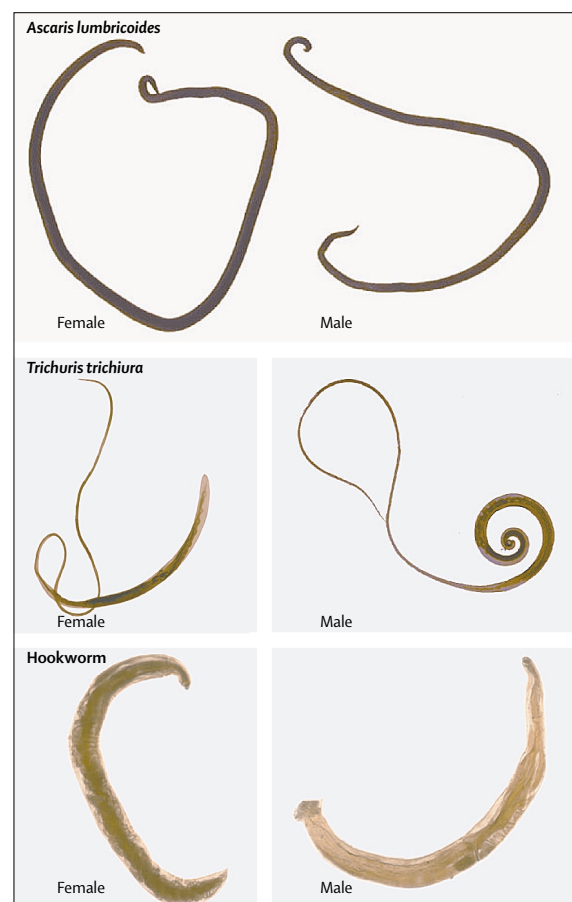 Ascaris lumbricoides
Female
Male
Trichuris trichiura
Female
Male
Hookworm
Female
Male